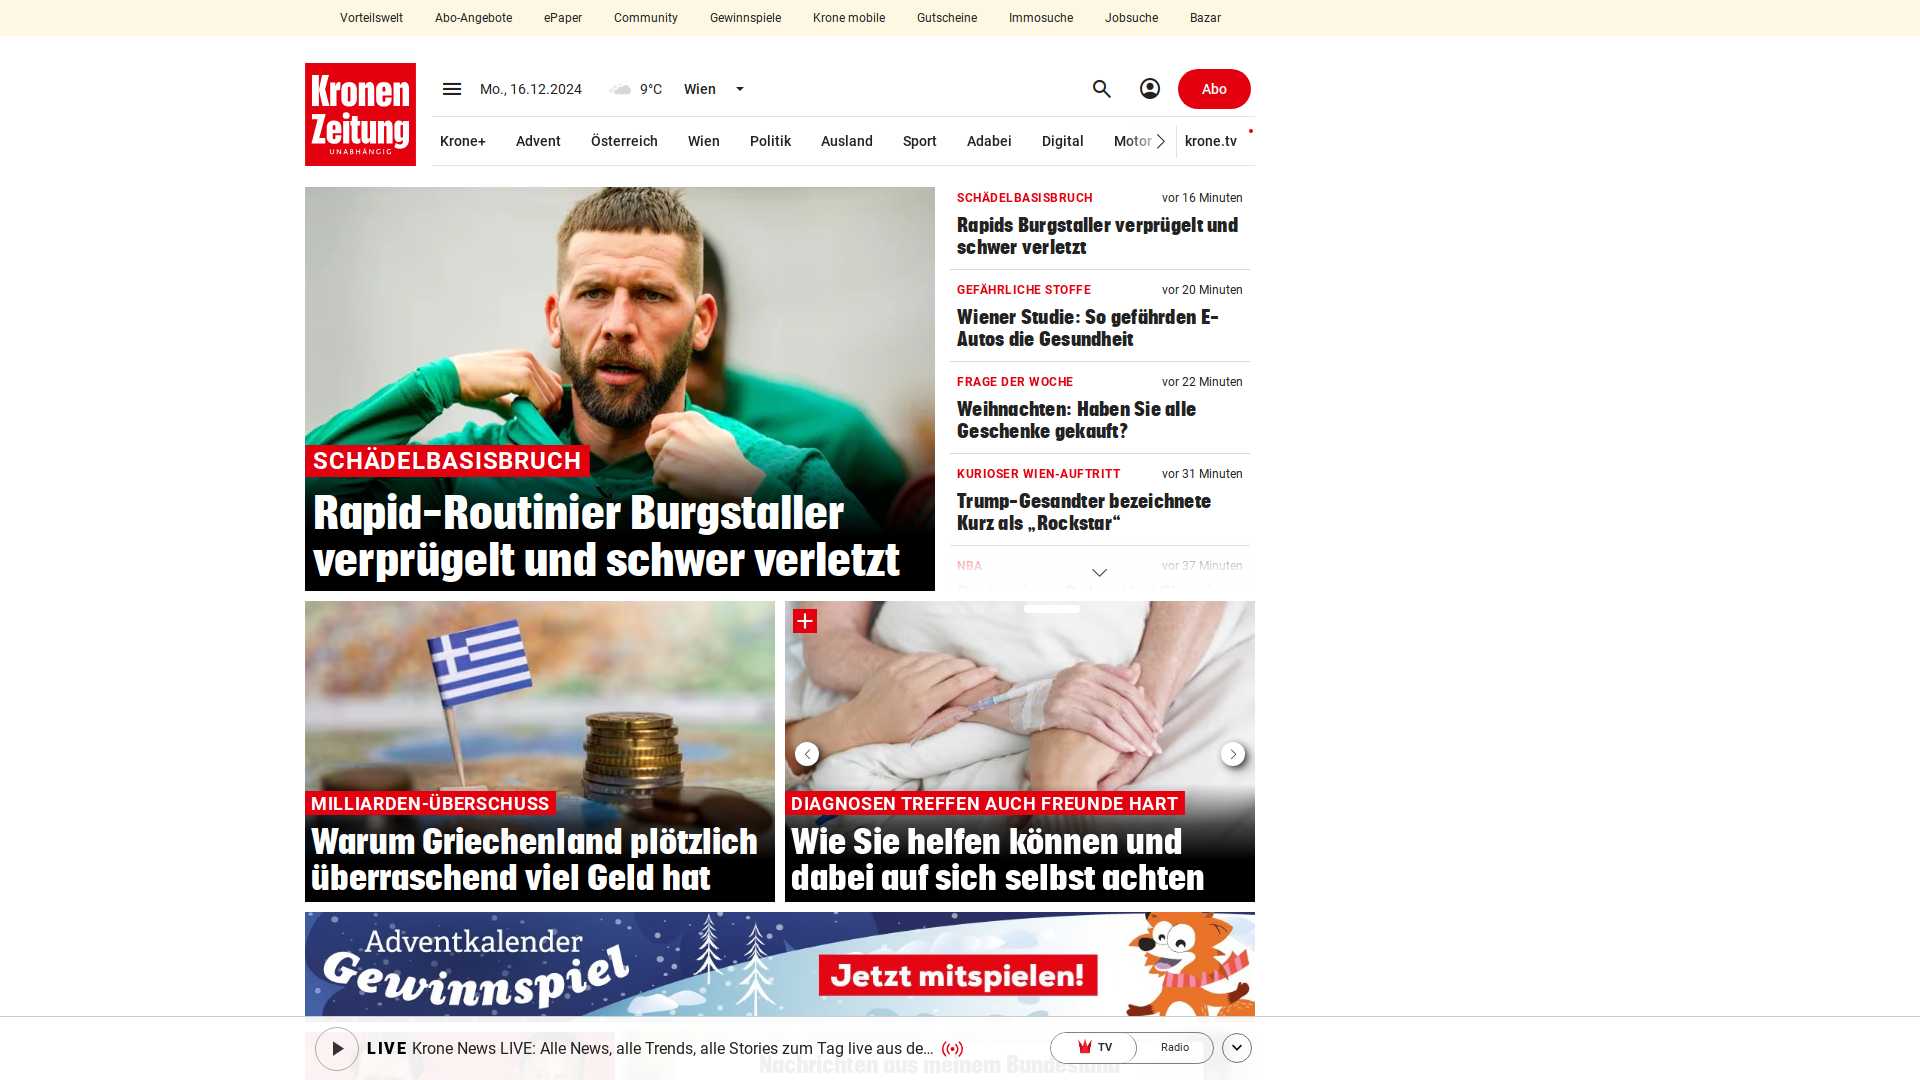 Vorteilswelt Abo-Angebote ePaper Community Gewinnspiele Krone mobile Gutscheine Immosuche Jobsuche Bazar
Kronen
Zeitung
UNABHÄNGIG
Mo., 16.12.2024 9°C Wien
Abo
Krone+ Advent Österreich Wien Politik Ausland Sport Adabei Digital Motor krone.tv
SCHÄDELBASISBRUCH
Rapid-Routinier Burgstaller
verprügelt und schwer verletzt
SCHÄDELBASISBRUCH vor 16 Minuten
Rapids Burgstaller verprügelt und
schwer verletzt
GEFÄHRLICHE STOFFE vor 20 Minuten
Wiener Studie: So gefährden E-
Autos die Gesundheit
FRAGE DER WOCHE vor 22 Minuten
Weihnachten: Haben Sie alle
Geschenke gekauft?
KURIOSER WIEN-AUFTRITT vor 31 Minuten
Trump-Gesandter bezeichnete
Kurz als „Rockstar“
NBA vor 37 Minuten
MILLIARDEN-ÜBERSCHUSS
Warum Griechenland plötzlich
überraschend viel Geld hat
DIAGNOSEN TREFFEN AUCH FREUNDE HART
Wie Sie helfen können und
dabei auf sich selbst achten
Adventkalender
Gewinnspiel
Jetzt mitspielen!
LIVE Krone News LIVE: Alle News, alle Trends, alle Stories zum Tag live aus de...
TV Radio
Nachrichten aus meinem Bundesland